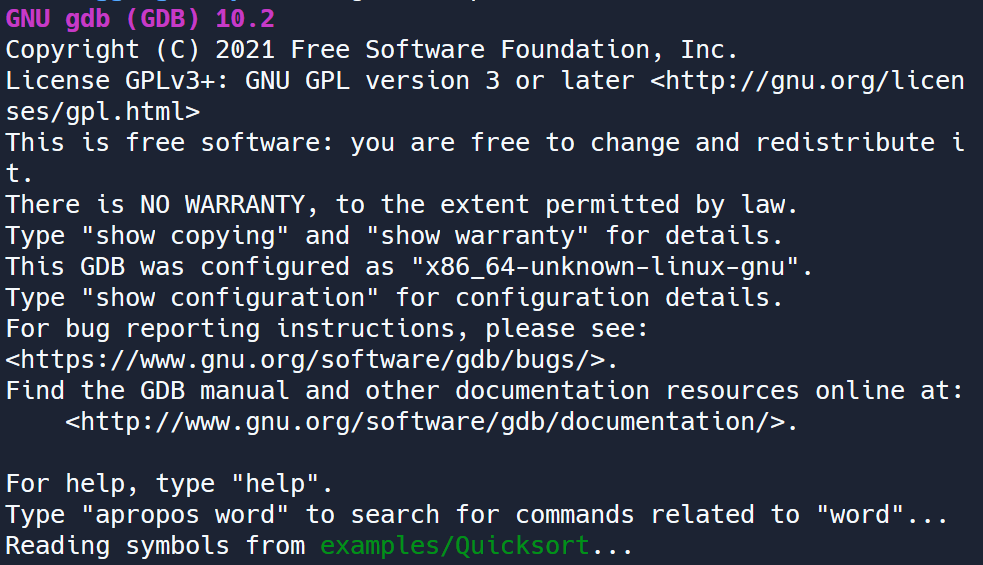 GNU gdb (GDB) 10.2
Copyright (C) 2021 Free Software Foundation, Inc.
License GPLv3+: GNU GPL version 3 or later <http://gnu.org/licen
ses/gpl.html>
This is free software: you are free to change and redistribute i
t.
There is NO WARRANTY, to the extent permitted by law.
Type "show copying" and "show warranty" for details.
This GDB was configured as "x86_64-unknown-linux-gnu".
Type "show configuration" for configuration details.
For bug reporting instructions, please see:
<https://www.gnu.org/software/gdb/bugs/>.
Find the GDB manual and other documentation resources online at:
    <http://www.gnu.org/software/gdb/documentation/>.

For help, type "help".
Type "apropos word" to search for commands related to "word"...
Reading symbols from examples/Quicksort...